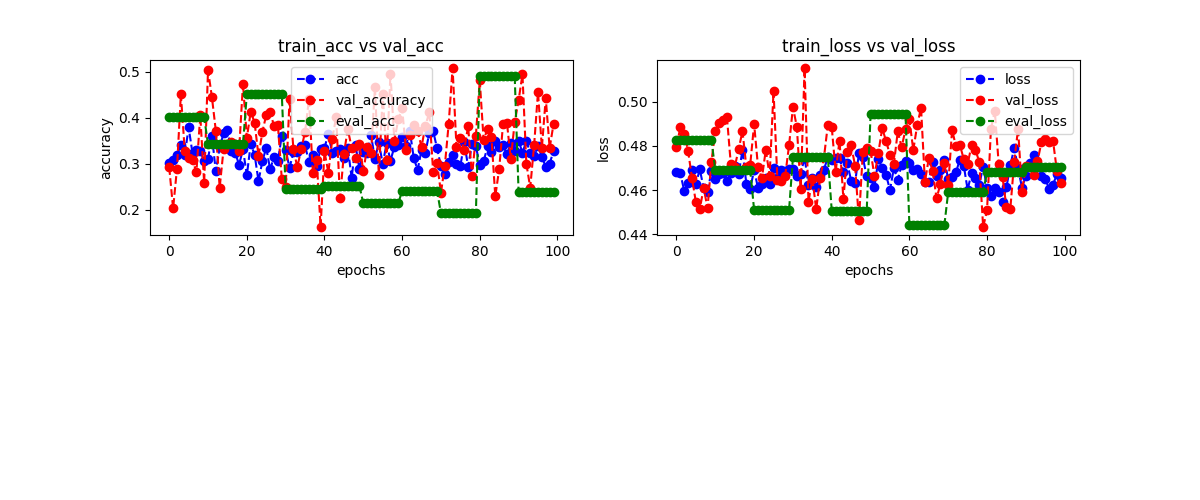 train_acc vs val_acc
accuracy
0.5
0.4
0.3
0.2
acc
val_accuracy
eval_acc
0 20 40 60 80 100
epochs
train_loss vs val_loss
loss
0.50
0.48
0.46
0.44
loss
val_loss
eval_loss
0 20 40 60 80 100
epochs